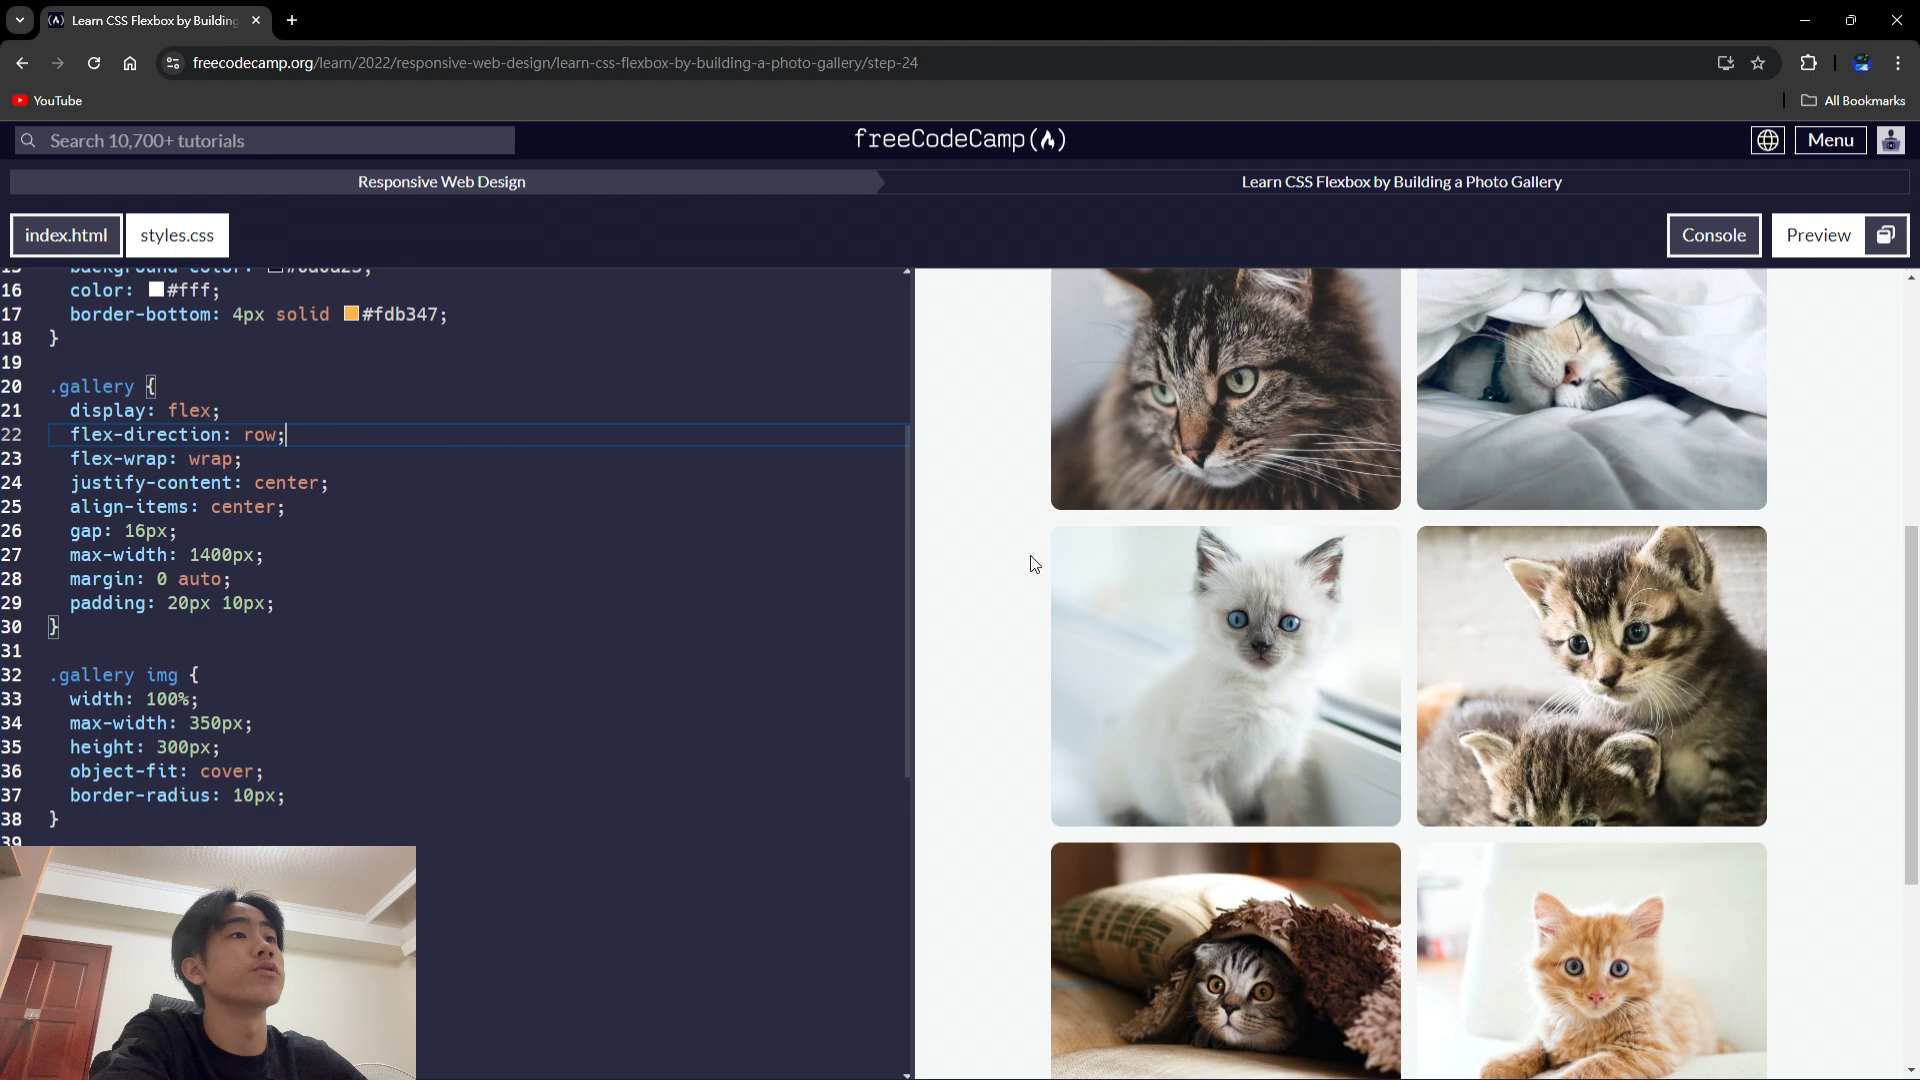 Learn CSS Flexbox by Building
freecodecamp.org/learn/2022/responsive-web-design/learn-css-flexbox-by-building-a-photo-gallery/step-24
YouTube
All Bookmarks
Search 10,700+ tutorials
freeCodeCamp(🔥)
Menu
Responsive Web Design
Learn CSS Flexbox by Building a Photo Gallery
index.html
styles.css
Console
Preview
16 color: #fff;
17 border-bottom: 4px solid #fdb347;
18 }
19
20 .gallery {
21 display: flex;
22 flex-direction: row;
23 flex-wrap: wrap;
24 justify-content: center;
25 align-items: center;
26 gap: 16px;
27 max-width: 1400px;
28 margin: 0 auto;
29 padding: 20px 10px;
30 }
31
32 .gallery img {
33 width: 100%;
34 max-width: 350px;
35 height: 300px;
36 object-fit: cover;
37 border-radius: 10px;
38 }
39